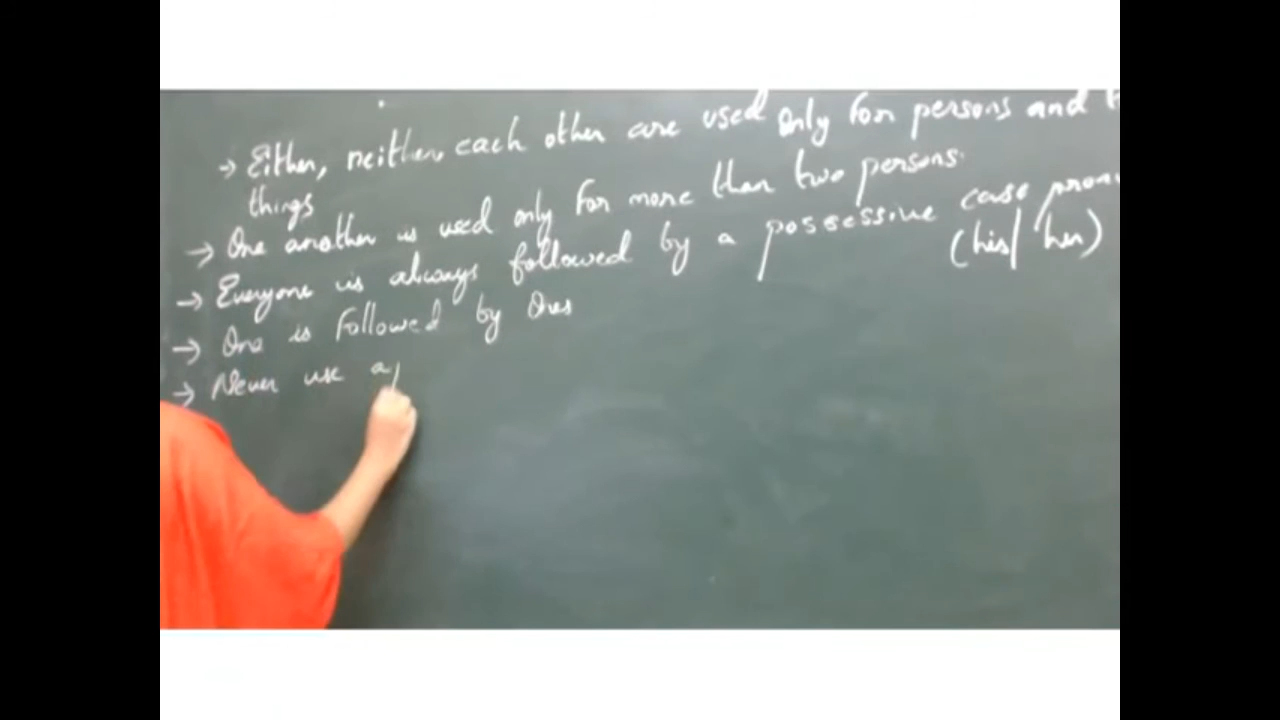 → Either, neither, each other are used only for persons and
things
→ One another is used only for more than two persons.
→ Everyone is always followed by a possessive case
(his/ her)
→ One is followed by Ones
→ Never use